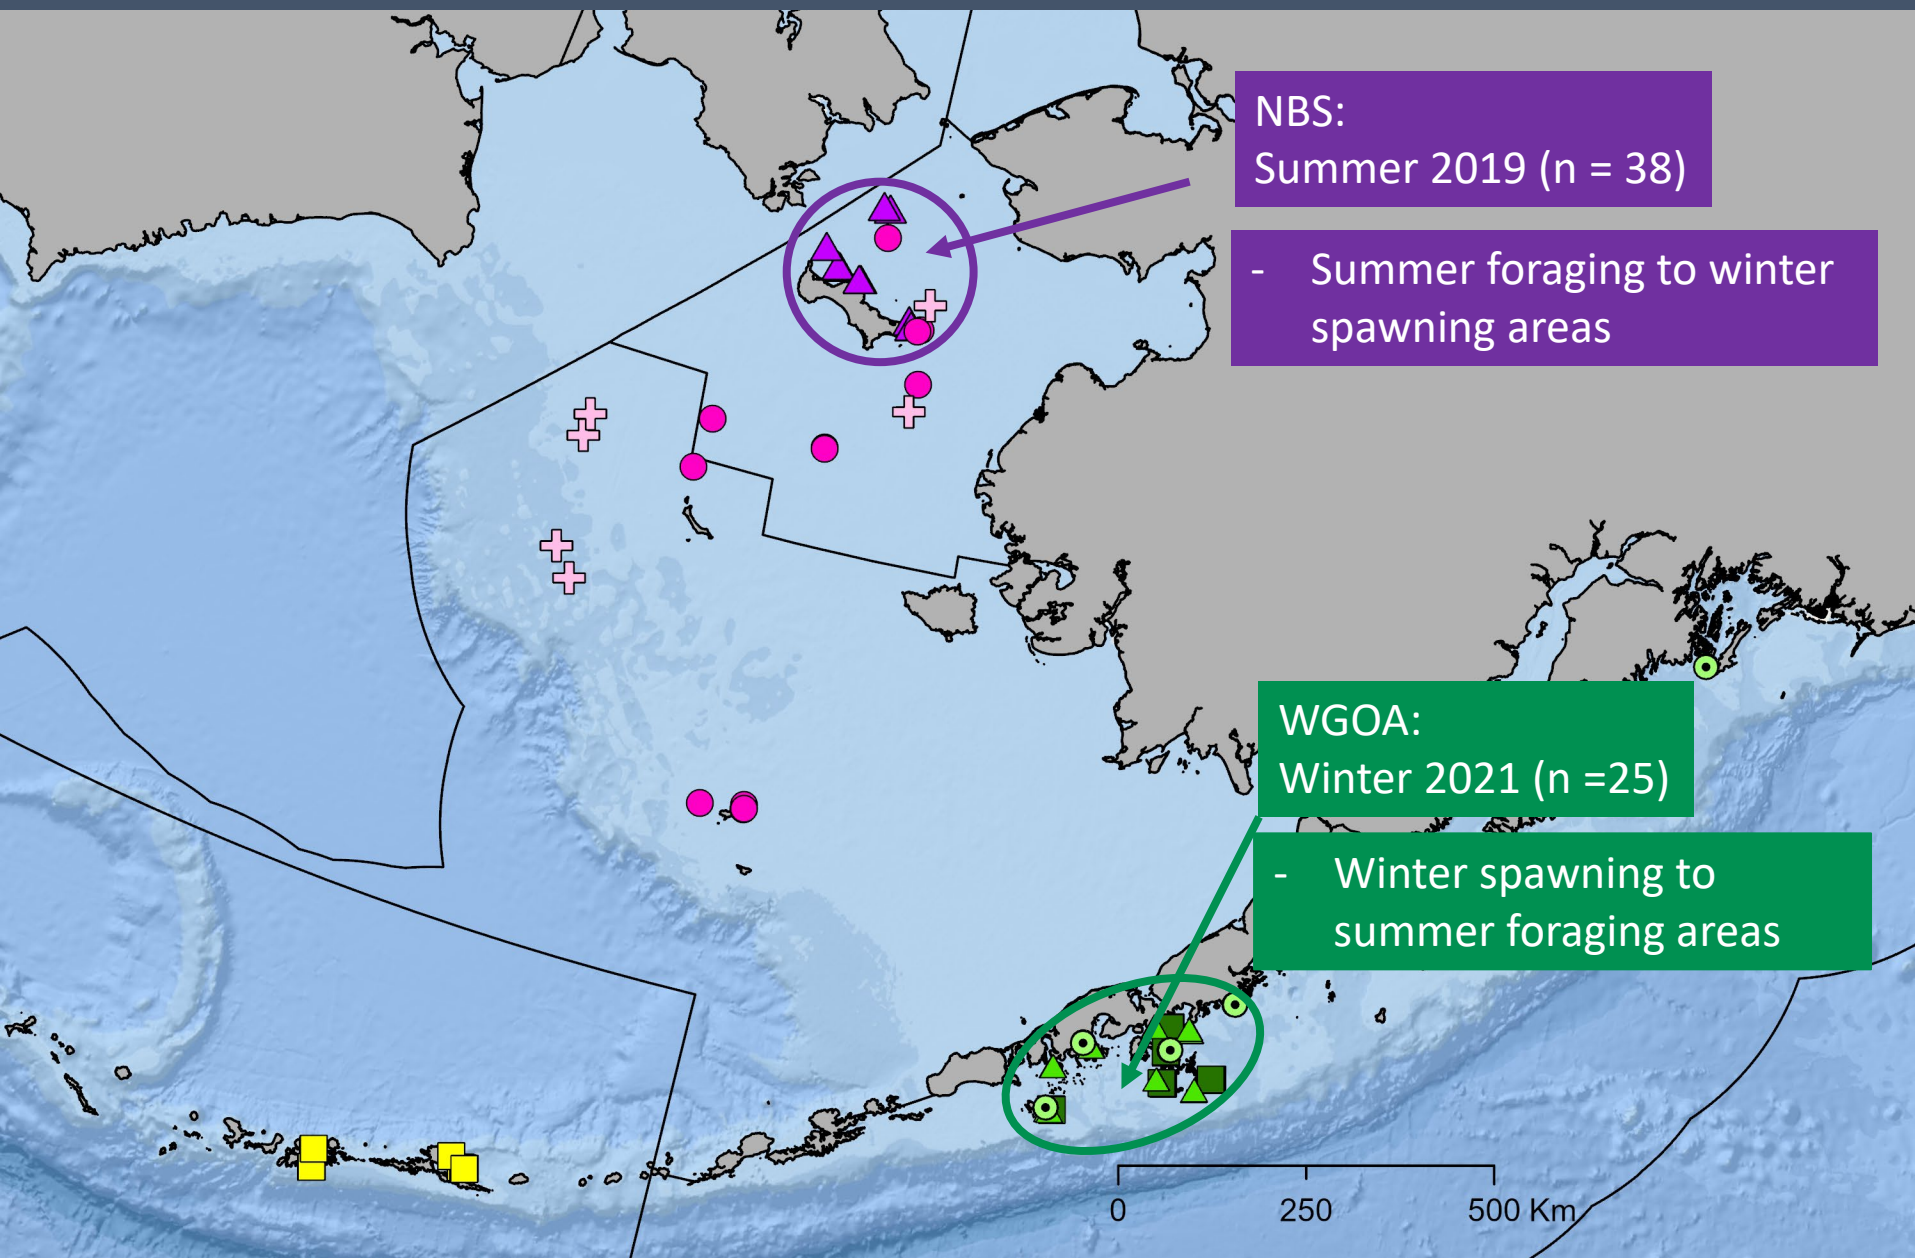 NBS:
Summer 2019 (n = 38)
- Summer foraging to winter
spawning areas
WGOA:
Winter 2021 (n =25)
- Winter spawning to
summer foraging areas
0 250 500 Km